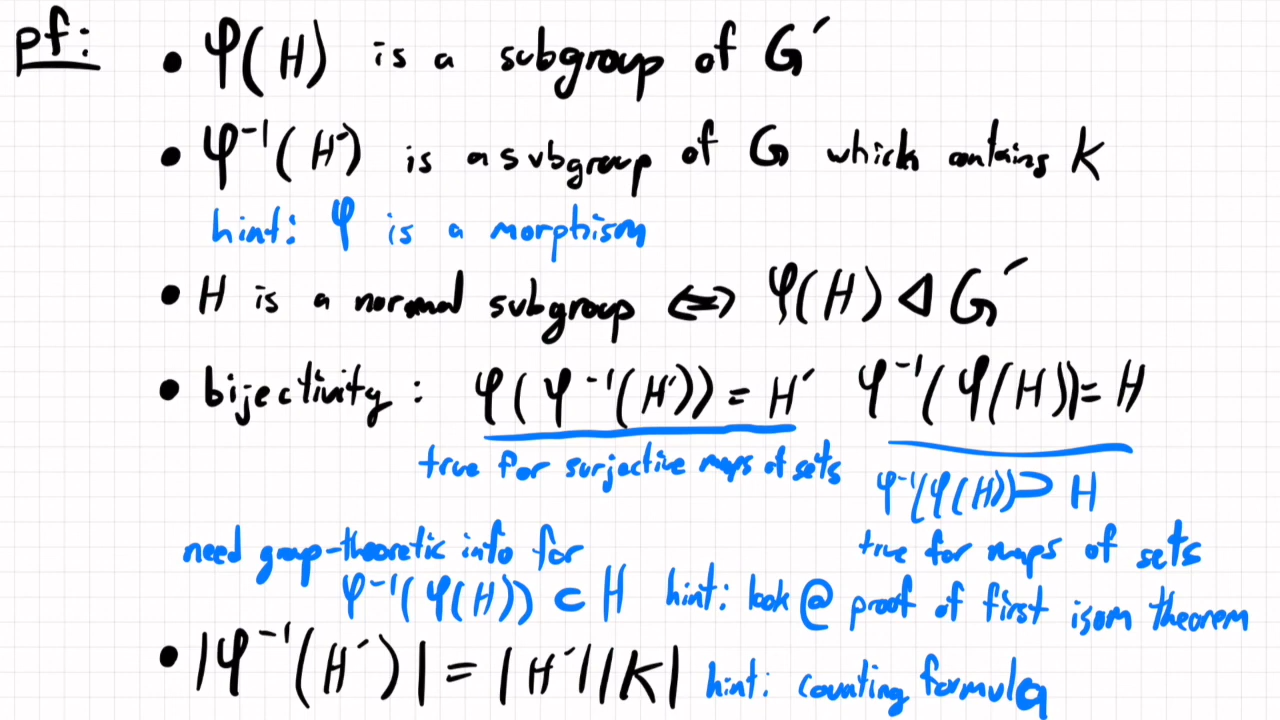 pf: • φ(H) is a subgroup of G′
• φ⁻¹(H′) is a subgroup of G which contains K
hint: φ is a morphism
• H is a normal subgroup ⟺ φ(H) ⊲ G′
• bijectivity: φ(φ⁻¹(H′)) = H′ φ⁻¹(φ(H)) = H
true for surjective maps of sets
φ⁻¹(φ(H)) ⊃ H
true for maps of sets
need group-theoretic info for
φ⁻¹(φ(H)) ⊂ H hint: look @ proof of first isom theorem
• |φ⁻¹(H′)| = |H′||K| hint: counting formula